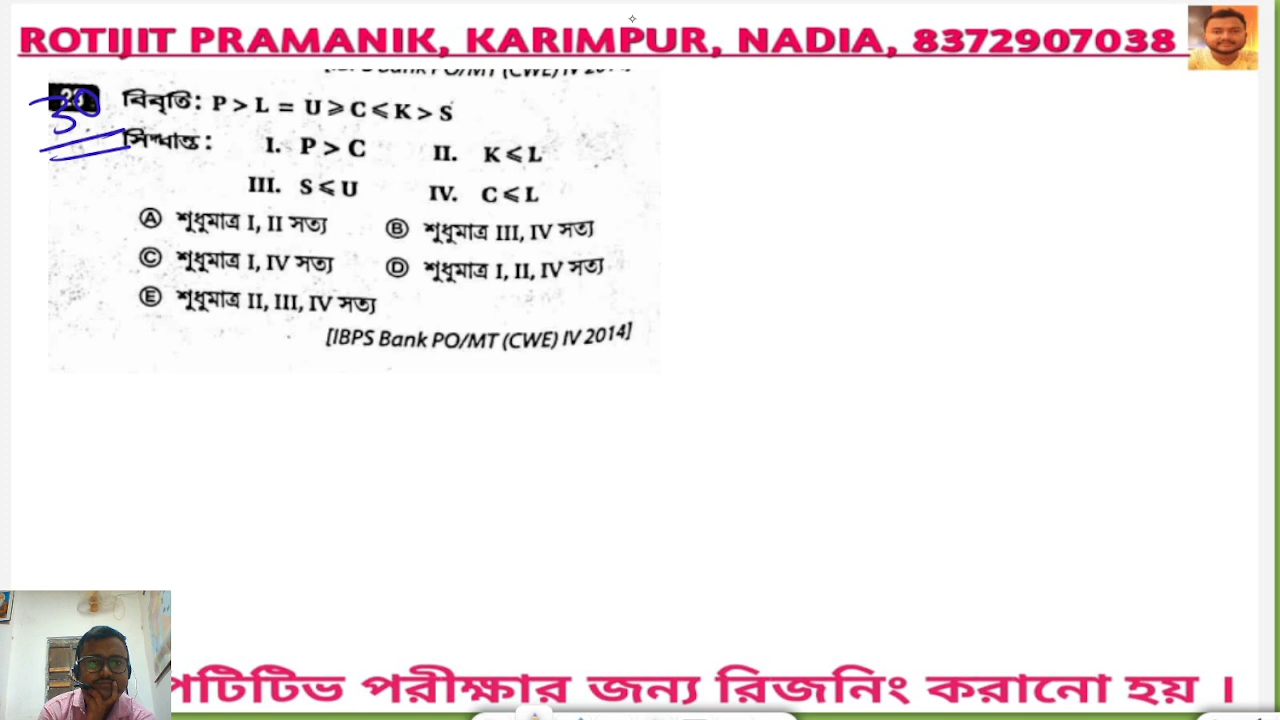 ROTIJIT PRAMANIK, KARIMPUR, NADIA, 8372907038
30
বিবৃতি: P > L = U ⩾ C ⩽ K > S
সিদ্ধান্ত:
I. P > C
II. K ⩽ L
III. S ⩽ U
IV. C ⩽ L
Ⓐ শুধুমাত্র I, II সত্য
Ⓑ শুধুমাত্র III, IV সত্য
Ⓒ শুধুমাত্র I, IV সত্য
Ⓓ শুধুমাত্র I, II, IV সত্য
Ⓔ শুধুমাত্র II, III, IV সত্য
[IBPS Bank PO/MT (CWE) IV 2014]
পটিটিভ পরীক্ষার জন্য রিজনিং করানো হয় ।